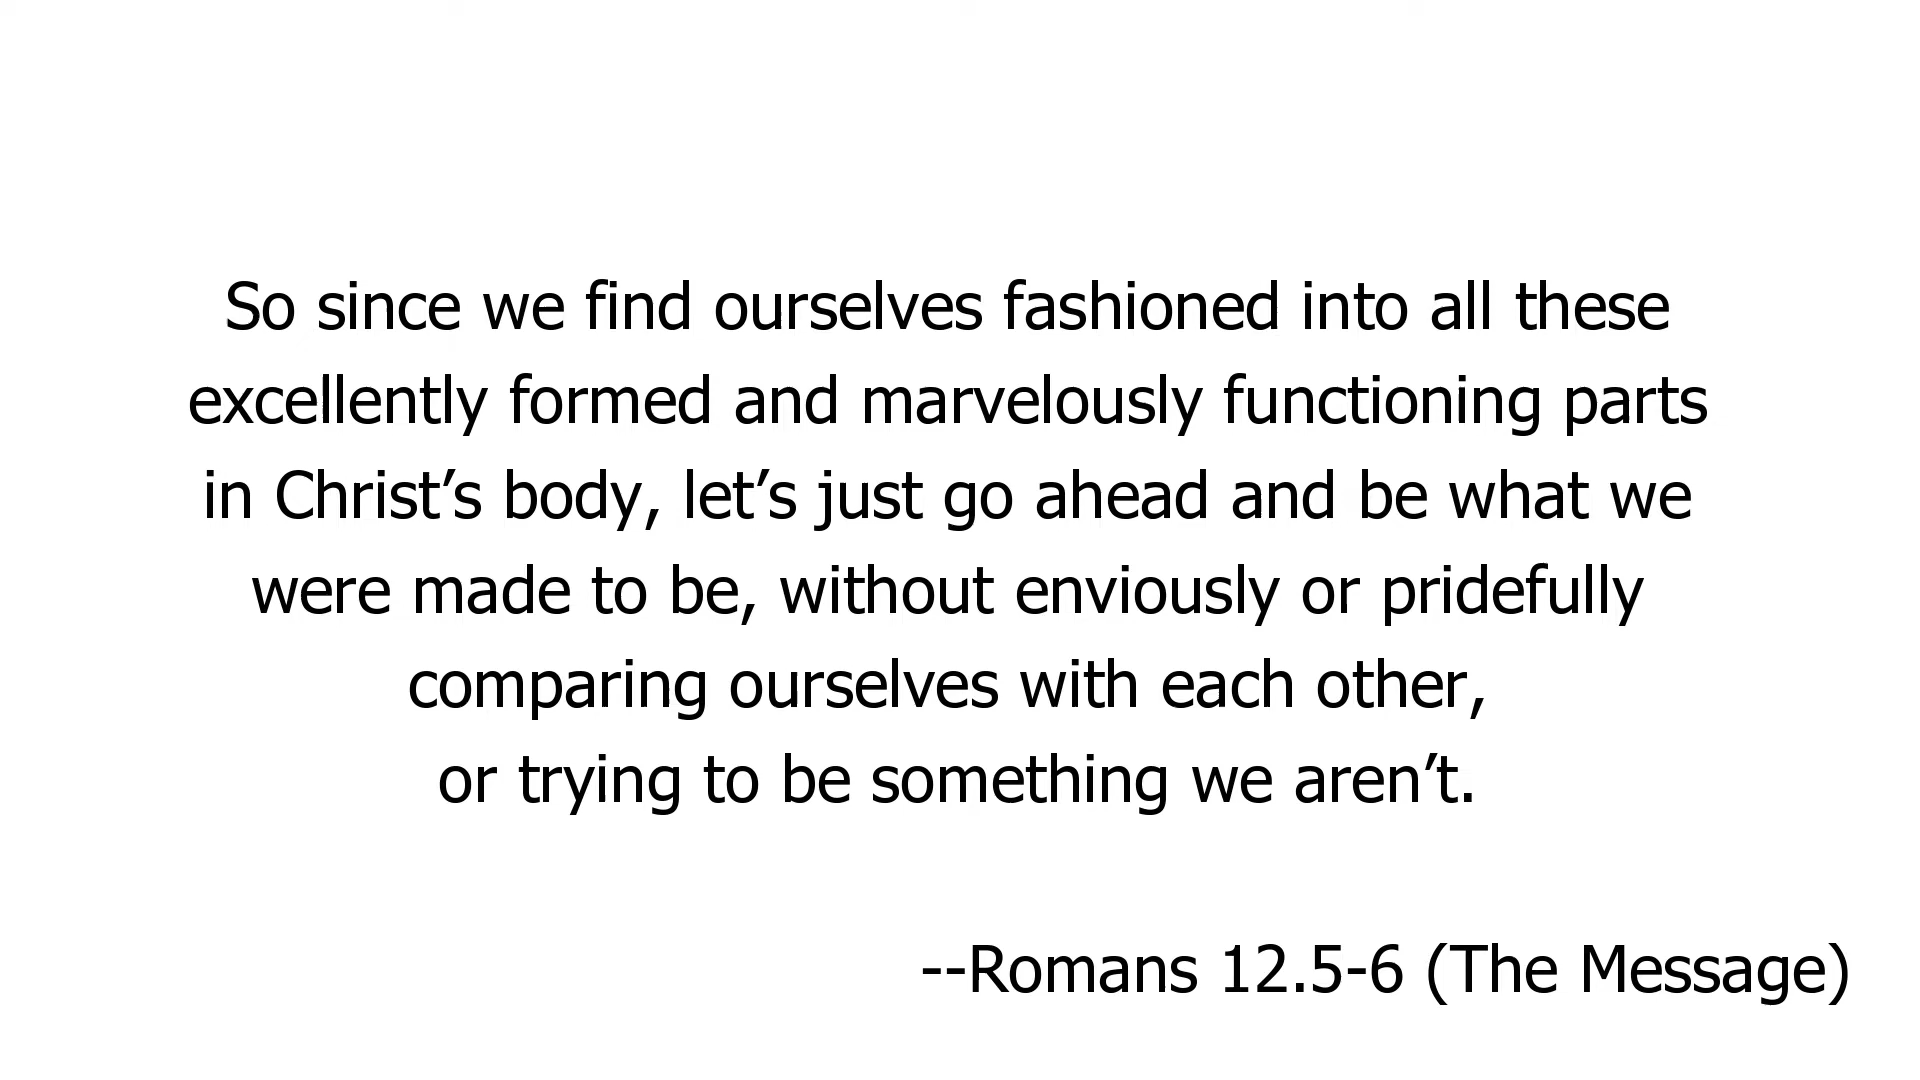 So since we find ourselves fashioned into all these
excellently formed and marvelously functioning parts
in Christ’s body, let’s just go ahead and be what we
were made to be, without enviously or pridefully
comparing ourselves with each other,
or trying to be something we aren’t.
--Romans 12.5-6 (The Message)